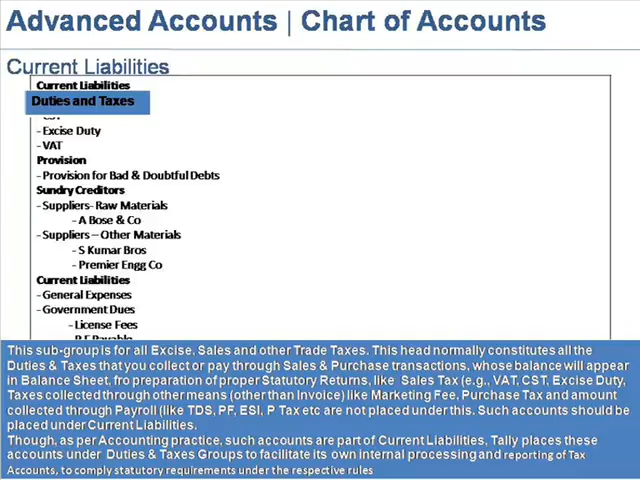 Advanced Accounts | Chart of Accounts
Current Liabilities
Current Liabilities
Duties and Taxes
- CST
- Excise Duty
- VAT
Provision
- Provision for Bad & Doubtful Debts
Sundry Creditors
- Suppliers- Raw Materials
- A Bose & Co
- Suppliers – Other Materials
- S Kumar Bros
- Premier Engg Co
Current Liabilities
- General Expenses
- Government Dues
- License Fees
- P F Payable
This sub-group is for all Excise, Sales and other Trade Taxes. This head normally constitutes all the
Duties & Taxes that you collect or pay through Sales & Purchase transactions, whose balance will appear
in Balance Sheet, fro preparation of proper Statutory Returns, like Sales Tax (e.g., VAT, CST, Excise Duty,
Taxes collected through other means (other than Invoice) like Marketing Fee, Purchase Tax and amount
collected through Payroll (like TDS, PF, ESI, P Tax etc are not placed under this. Such accounts should be
placed under Current Liabilities.
Though, as per Accounting practice, such accounts are part of Current Liabilities, Tally places these
accounts under Duties & Taxes Groups to facilitate its own internal processing and reporting of Tax
Accounts, to comply statutory requirements under the respective rules